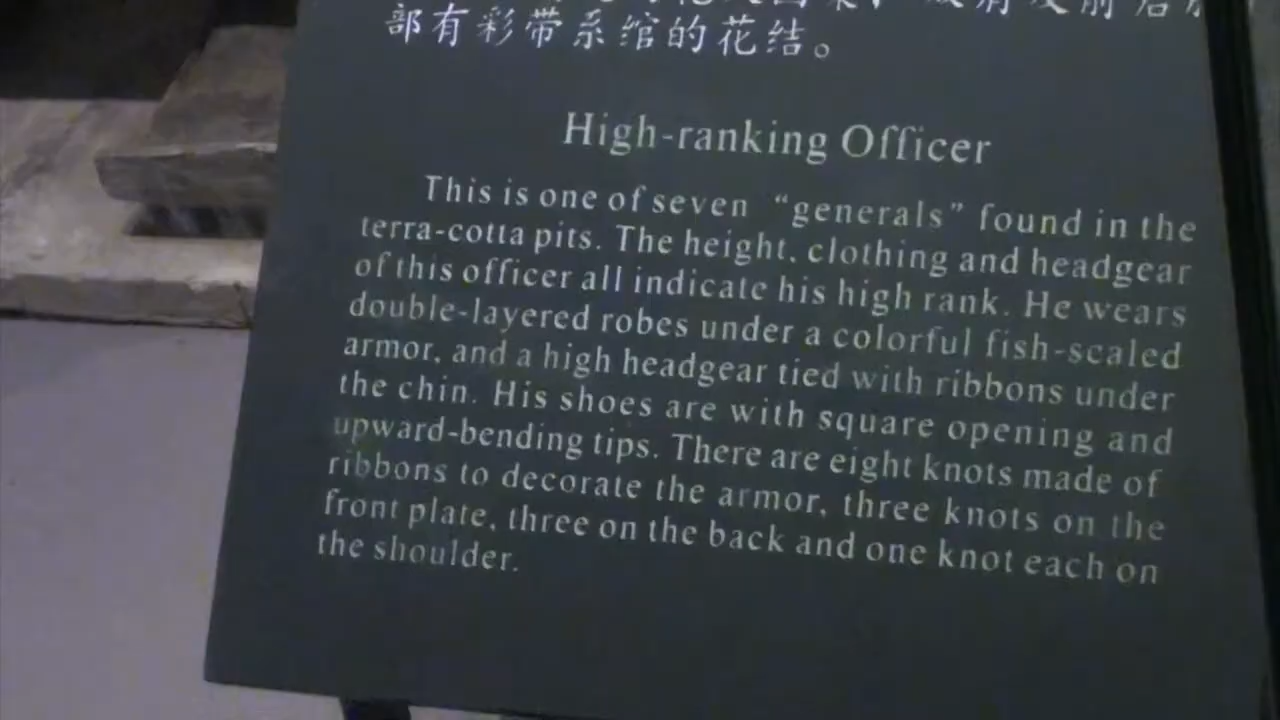 部有彩带系绾的花结。
High-ranking Officer
This is one of seven “generals” found in the
terra-cotta pits. The height, clothing and headgear
of this officer all indicate his high rank. He wears
double-layered robes under a colorful fish-scaled
armor, and a high headgear tied with ribbons under
the chin. His shoes are with square opening and
upward-bending tips. There are eight knots made of
ribbons to decorate the armor, three knots on the
front plate, three on the back and one knot each on
the shoulder.